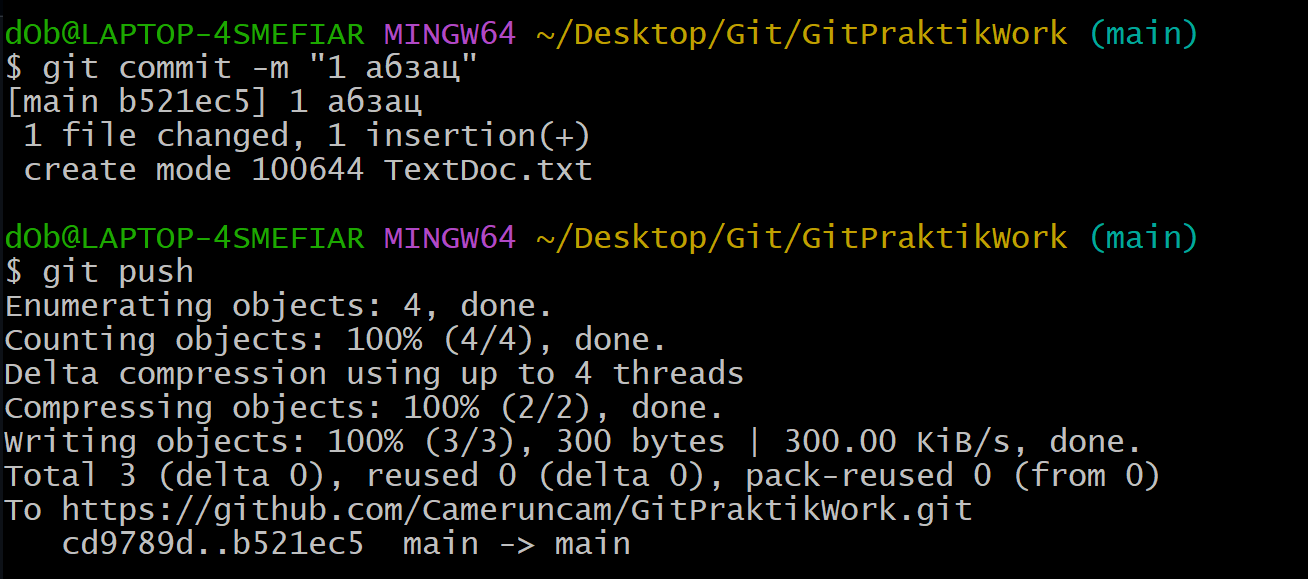 dOb@LAPTOP-4SMEFIAR MINGW64 ~/Desktop/Git/GitPraktikWork (main)
$ git commit -m "1 абзац"
[main b521ec5] 1 абзац
 1 file changed, 1 insertion(+)
 create mode 100644 TextDoc.txt

dOb@LAPTOP-4SMEFIAR MINGW64 ~/Desktop/Git/GitPraktikWork (main)
$ git push
Enumerating objects: 4, done.
Counting objects: 100% (4/4), done.
Delta compression using up to 4 threads
Compressing objects: 100% (2/2), done.
Writing objects: 100% (3/3), 300 bytes | 300.00 KiB/s, done.
Total 3 (delta 0), reused 0 (delta 0), pack-reused 0 (from 0)
To https://github.com/Cameruncam/GitPraktikWork.git
   cd9789d..b521ec5  main -> main